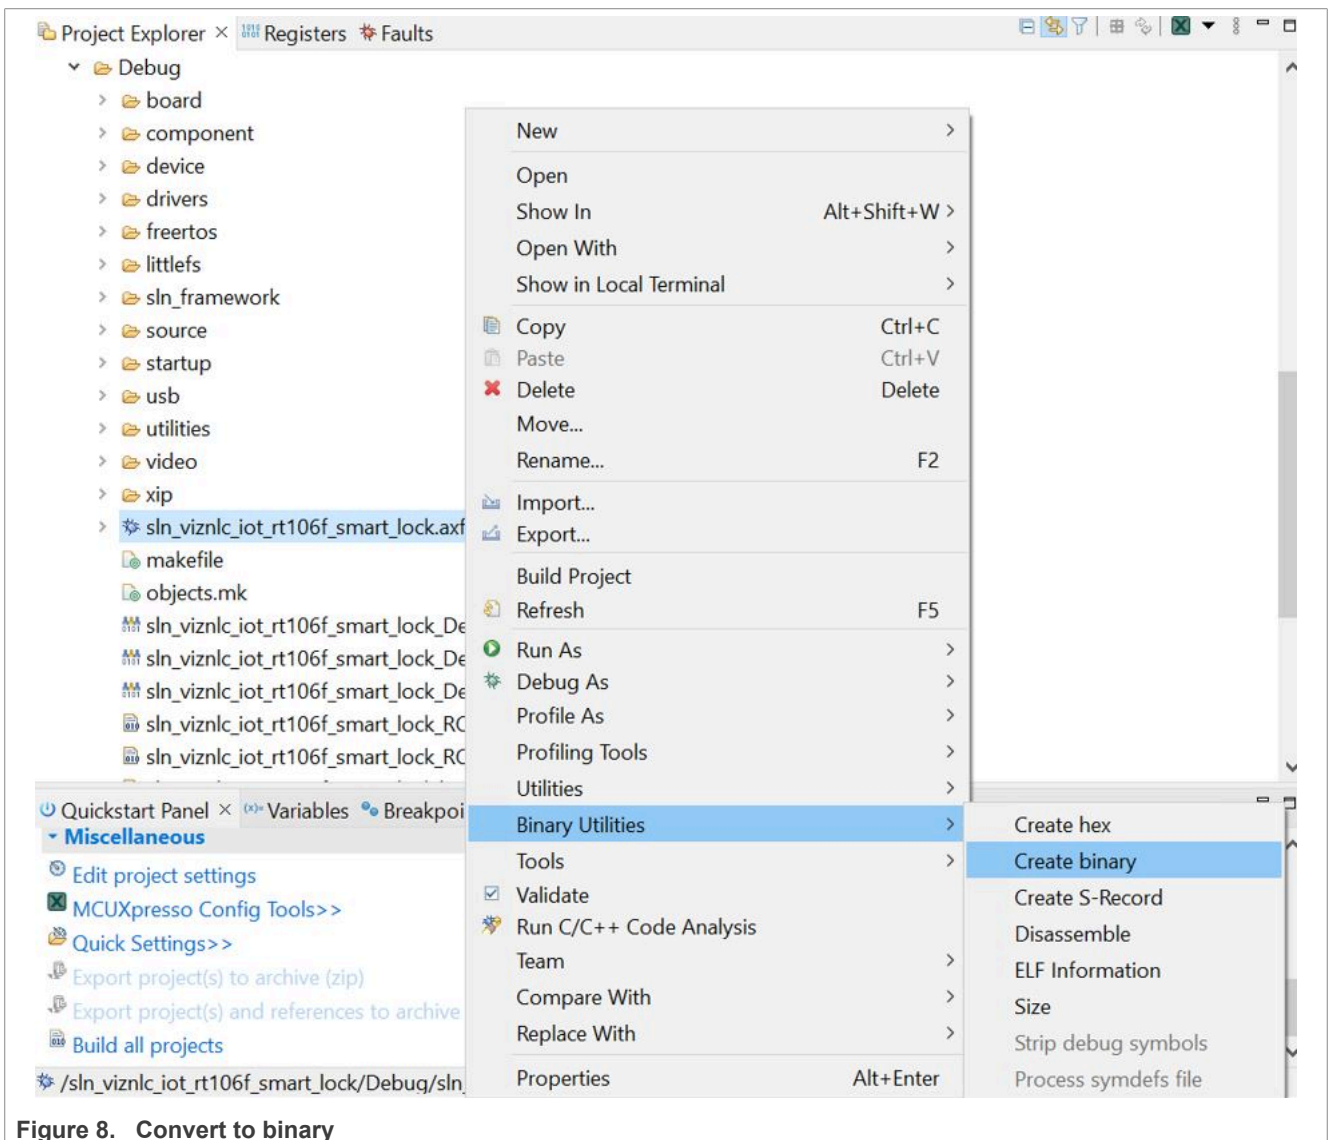 Project Explorer × Registers Faults
Debug
board
component
device
drivers
freertos
littlefs
sln_framework
source
startup
usb
utilities
video
xip
sln_viznlc_iot_rt106f_smart_lock.axf
makefile
objects.mk
sln_viznlc_iot_rt106f_smart_lock_De
sln_viznlc_iot_rt106f_smart_lock_De
sln_viznlc_iot_rt106f_smart_lock_De
sln_viznlc_iot_rt106f_smart_lock_RO
sln_viznlc_iot_rt106f_smart_lock_RO
New
Open
Show In Alt+Shift+W
Open With
Show in Local Terminal
Copy Ctrl+C
Paste Ctrl+V
Delete Delete
Move...
Rename... F2
Import...
Export...
Build Project
Refresh F5
Run As
Debug As
Profile As
Profiling Tools
Utilities
Binary Utilities
Tools
Validate
Run C/C++ Code Analysis
Team
Compare With
Replace With
Properties Alt+Enter
Create hex
Create binary
Create S-Record
Disassemble
ELF Information
Size
Strip debug symbols
Process symdefs file
Quickstart Panel × (x)= Variables Breakpoi
Miscellaneous
Edit project settings
MCUXpresso Config Tools>>
Quick Settings>>
Export project(s) to archive (zip)
Export project(s) and references to archive
Build all projects
/sln_viznlc_iot_rt106f_smart_lock/Debug/sln_
Figure 8. Convert to binary